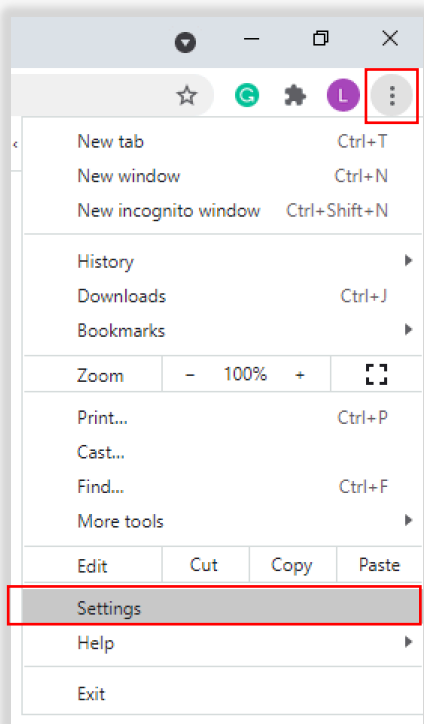 G L
New tab Ctrl+T
New window Ctrl+N
New incognito window Ctrl+Shift+N
History
Downloads Ctrl+J
Bookmarks
Zoom - 100% +
Print... Ctrl+P
Cast...
Find... Ctrl+F
More tools
Edit Cut Copy Paste
Settings
Help
Exit